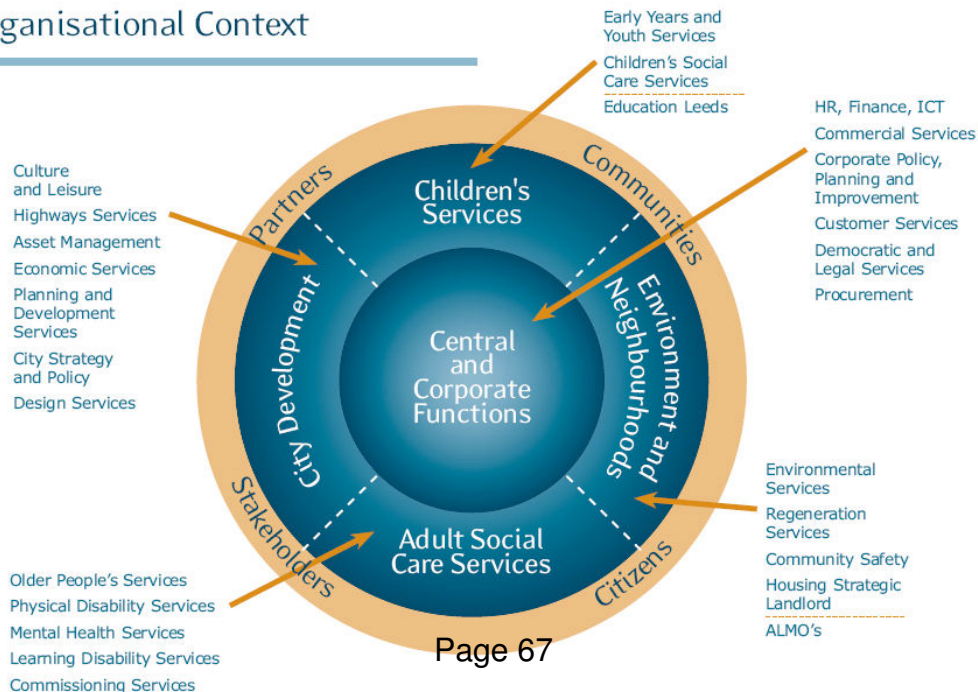 ganisational Context
Early Years and
Youth Services
Children's Social
Care Services
Education Leeds
HR, Finance, ICT
Commercial Services
Corporate Policy,
Planning and
Improvement
Customer Services
Democratic and
Legal Services
Procurement
Culture
and Leisure
Highways Services
Asset Management
Economic Services
Planning and
Development
Services
City Strategy
and Policy
Design Services
Partners
Communities
Children's
Services
City Development
Central
and
Corporate
Functions
Environment and
Neighbourhoods
Adult Social
Care Services
Stakeholders
Citizens
Environmental
Services
Regeneration
Services
Community Safety
Housing Strategic
Landlord
ALMO's
Older People's Services
Physical Disability Services
Mental Health Services
Learning Disability Services
Commissioning Services
Page 67